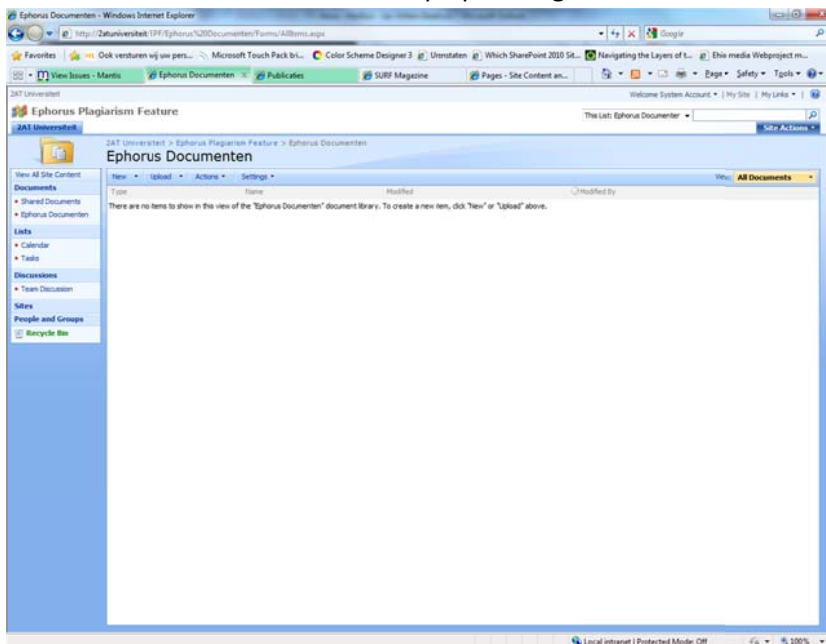 Ephorus Documenten - Windows Internet Explorer
http://2atuniversiteit/EPF/Ephorus%20Documenten/Forms/AllItems.aspx
Google
Favorites Ook versturen wij uw pers... Microsoft Touch Pack bi... Color Scheme Designer 3 Urenstaten Which SharePoint 2010 Sit... Navigating the Layers of t... Ehix media Webproject m...
View Issues - Mantis Ephorus Documenten Publicaties SURF Magazine Pages - Site Content an... Page Safety Tools
2AT Universiteit
Welcome System Account | My Site | My Links |
Ephorus Plagiarism Feature
This List: Ephorus Documenter
2AT Universiteit
Site Actions
2AT Universiteit > Ephorus Plagiarism Feature > Ephorus Documenten
Ephorus Documenten
View All Site Content
New Upload Actions Settings
View: All Documents
Documents
Type Name Modified Modified By
Shared Documents
There are no items to show in this view of the "Ephorus Documenten" document library. To create a new item, click "New" or "Upload" above.
Ephorus Documenten
Lists
Calendar
Tasks
Discussions
Team Discussion
Sites
People and Groups
Recycle Bin
Local intranet | Protected Mode: Off
100%